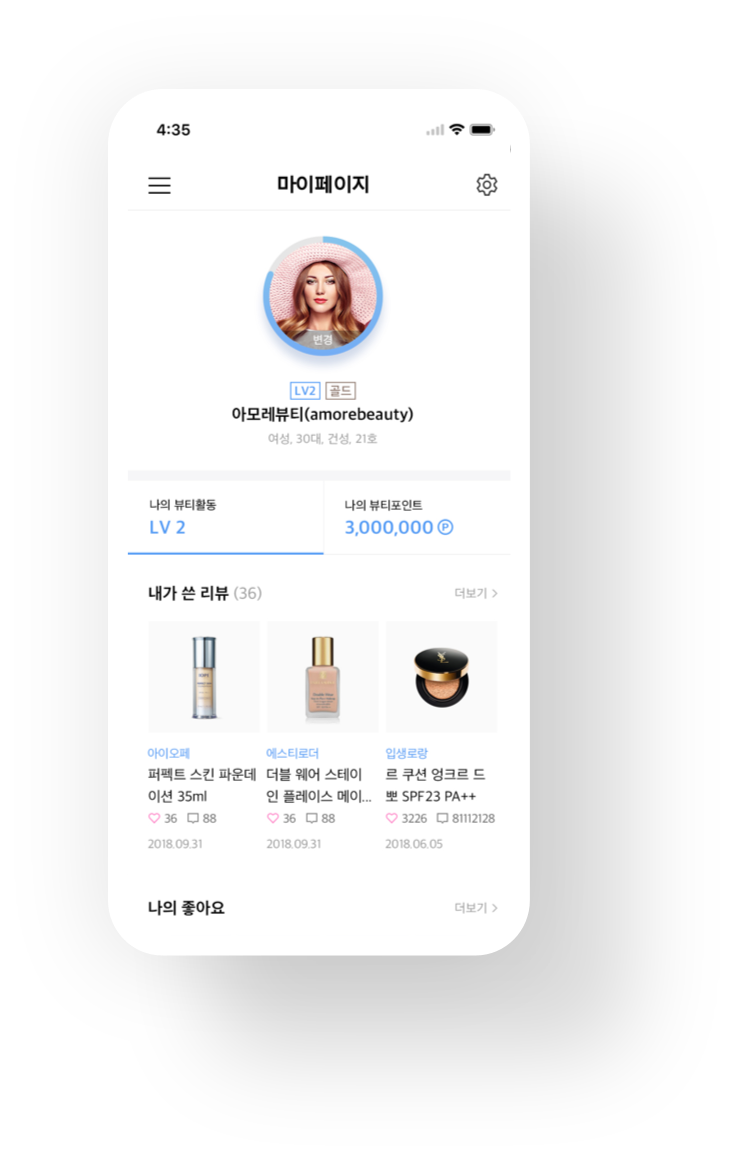 4:35
마이페이지
변경
LV2 골드
아모레뷰티(amorebeauty)
여성, 30대, 건성, 21호
나의 뷰티활동
LV 2
나의 뷰티포인트
3,000,000 P
내가 쓴 리뷰 (36)
더보기 >
아이오페
퍼펙트 스킨 파운데
이션 35ml
36 88
2018.09.31
에스티로더
더블 웨어 스테이
인 플레이스 메이...
36 88
2018.09.31
입생로랑
르 쿠션 엉크르 드
뽀 SPF23 PA++
3226 81112128
2018.06.05
나의 좋아요
더보기 >